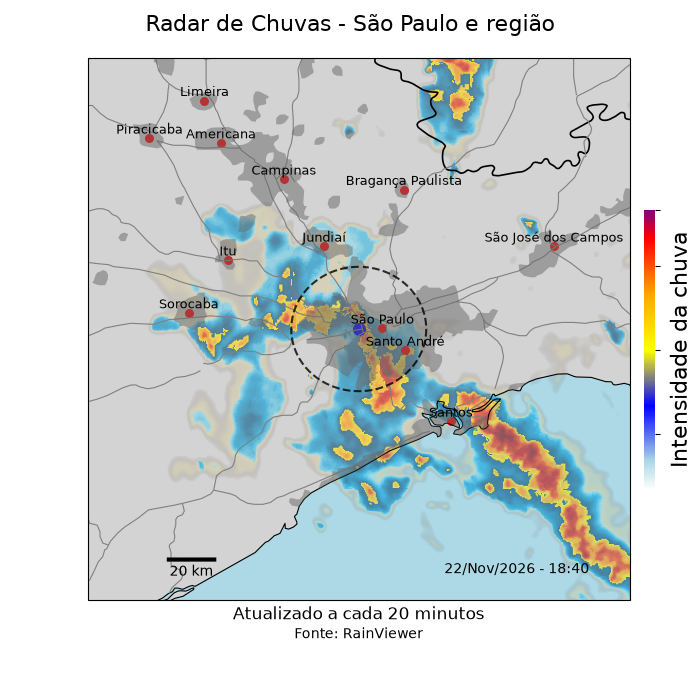 Radar de Chuvas - São Paulo e região
Limeira
Piracicaba
Americana
Campinas
Bragança Paulista
Jundiaí
São José dos Campos
Itu
Sorocaba
São Paulo
Santo André
Santos
20 km
22/Nov/2026 - 18:40
Intensidade da chuva
Atualizado a cada 20 minutos
Fonte: RainViewer